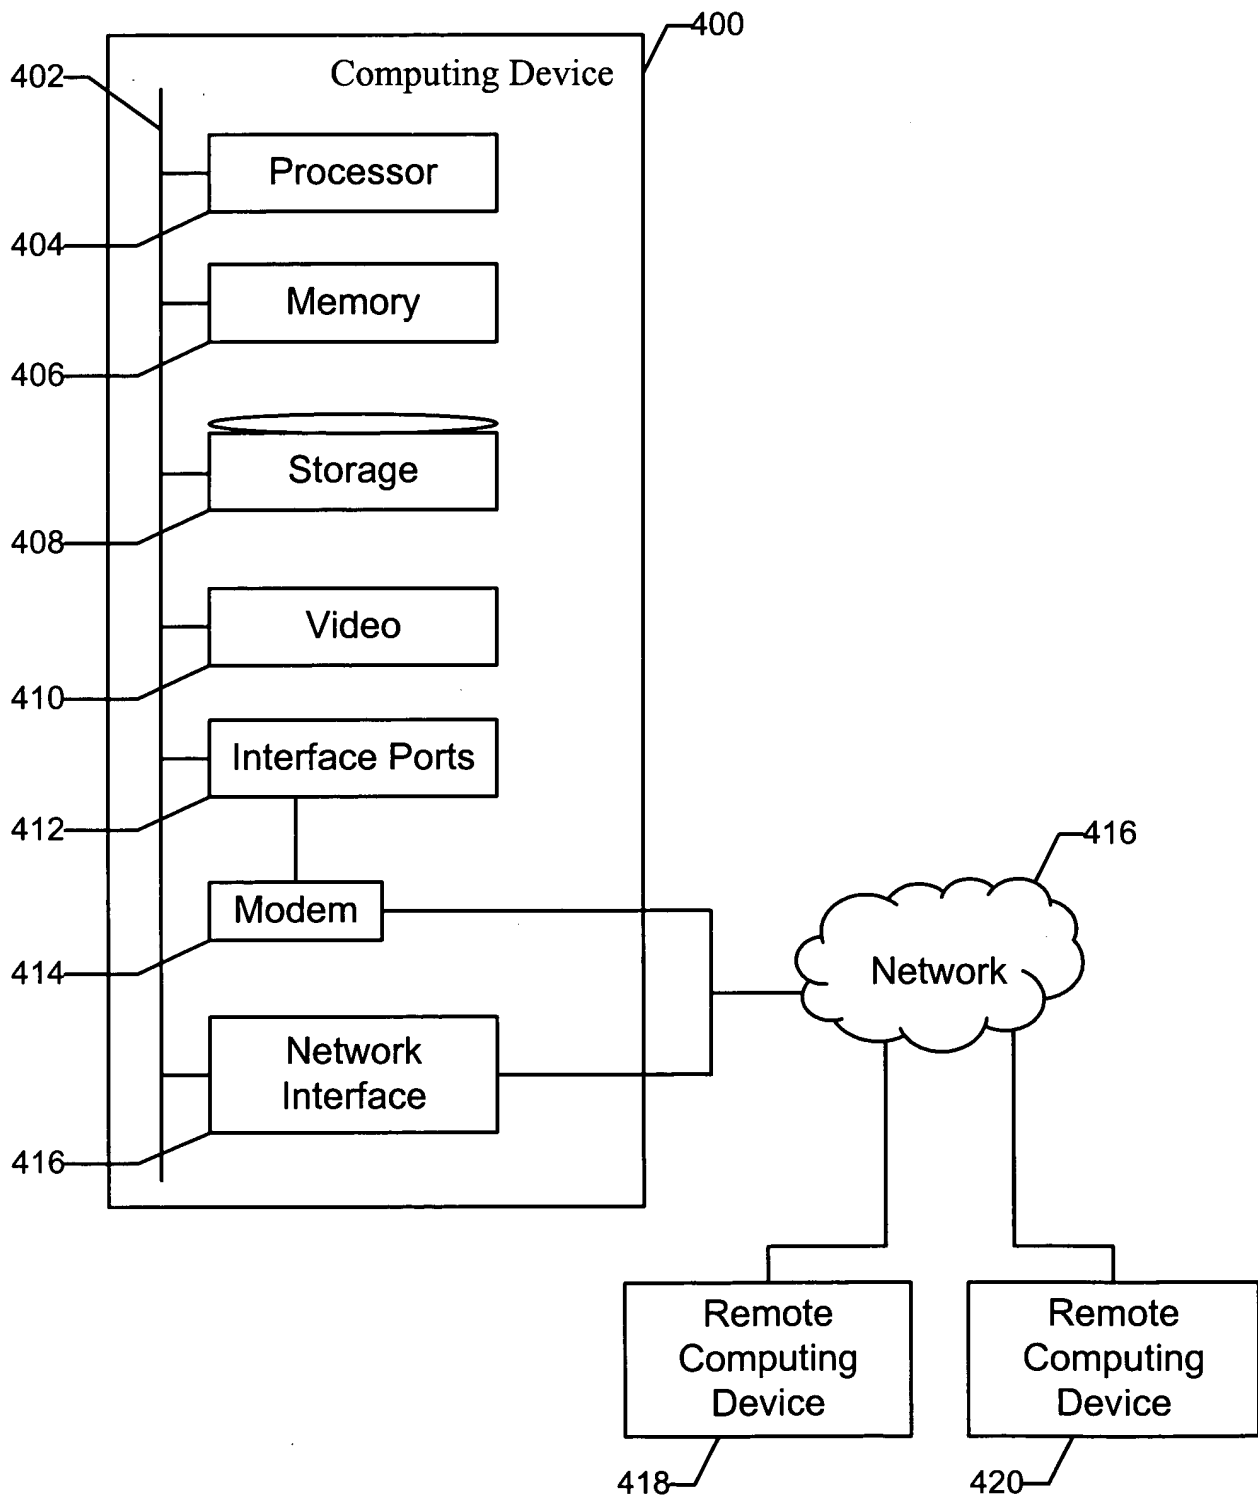 400
402
Computing Device
Processor
404
Memory
406
Storage
408
Video
410
Interface Ports
412
416
Modem
414
Network
Network
Interface
416
Remote
Computing
Device
Remote
Computing
Device
418
420